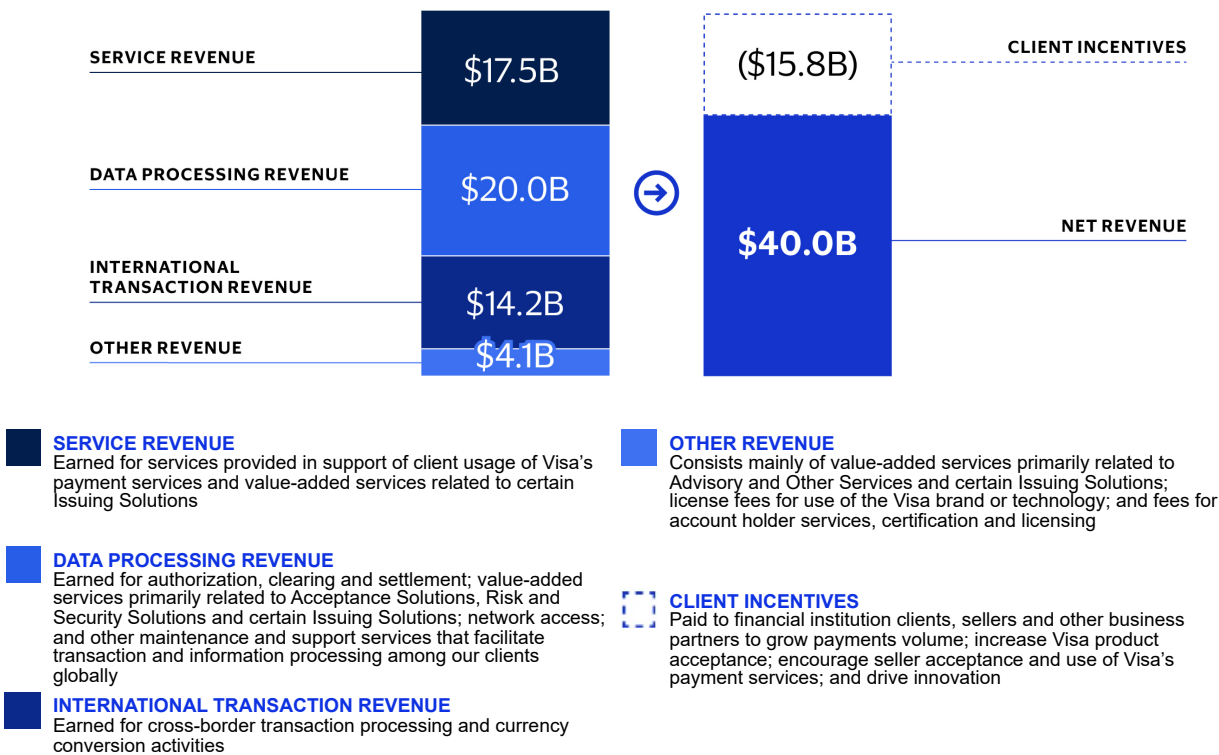 SERVICE REVENUE
$17.5B
DATA PROCESSING REVENUE
$20.0B
INTERNATIONAL
TRANSACTION REVENUE
$14.2B
OTHER REVENUE
$4.1B
($15.8B)
CLIENT INCENTIVES
$40.0B
NET REVENUE
SERVICE REVENUE
Earned for services provided in support of client usage of Visa's
payment services and value-added services related to certain
Issuing Solutions
DATA PROCESSING REVENUE
Earned for authorization, clearing and settlement; value-added
services primarily related to Acceptance Solutions, Risk and
Security Solutions and certain Issuing Solutions; network access;
and other maintenance and support services that facilitate
transaction and information processing among our clients
globally
INTERNATIONAL TRANSACTION REVENUE
Earned for cross-border transaction processing and currency
conversion activities
OTHER REVENUE
Consists mainly of value-added services primarily related to
Advisory and Other Services and certain Issuing Solutions;
license fees for use of the Visa brand or technology; and fees for
account holder services, certification and licensing
CLIENT INCENTIVES
Paid to financial institution clients, sellers and other business
partners to grow payments volume; increase Visa product
acceptance; encourage seller acceptance and use of Visa's
payment services; and drive innovation